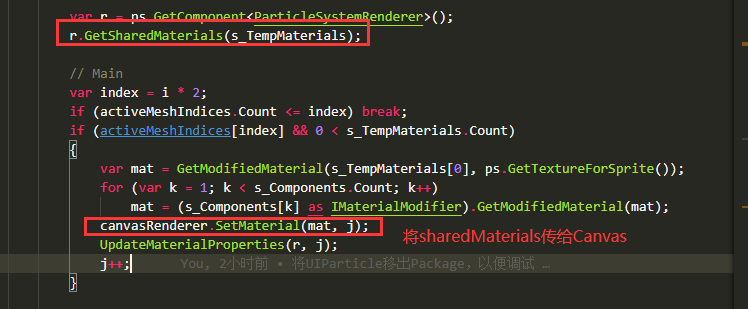 var r = ps.GetComponent<ParticleSystemRenderer>();
r.GetSharedMaterials(s_TempMaterials);
// Main
var index = i * 2;
if (activeMeshIndices.Count <= index) break;
if (activeMeshIndices[index] && 0 < s_TempMaterials.Count)
{
var mat = GetModifiedMaterial(s_TempMaterials[0], ps.GetTextureForSprite());
for (var k = 1; k < s_Components.Count; k++)
mat = (s_Components[k] as IMaterialModifier).GetModifiedMaterial(mat);
canvasRenderer.SetMaterial(mat, j);
将sharedMaterials传给Canvas
UpdateMaterialProperties(r, j);
j++; You, 2小时前 • 将UIParticle移出Package，以便调试 …
}